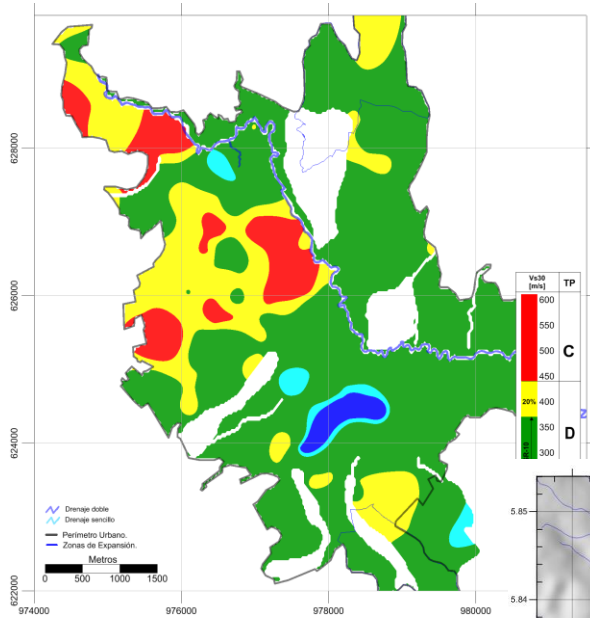 628000
626000
624000
622000
974000
976000
978000
980000
Vs30
[m/s]
TP
600
550
500
450
C
20%
400
350
300
D
Drenaje doble
Drenaje sencillo
Perímetro Urbano.
Zonas de Expansión.
Metros
0
500
1000
1500
5.85
5.84